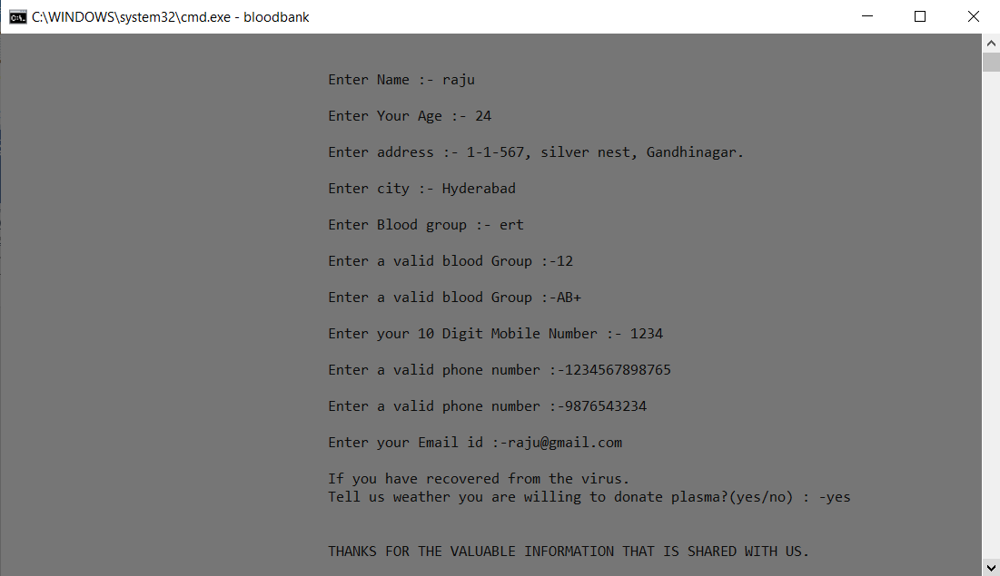 C:\WINDOWS\system32\cmd.exe - bloodbank
Enter Name :- raju
Enter Your Age :- 24
Enter address :- 1-1-567, silver nest, Gandhinagar.
Enter city :- Hyderabad
Enter Blood group :- ert
Enter a valid blood Group :-12
Enter a valid blood Group :-AB+
Enter your 10 Digit Mobile Number :- 1234
Enter a valid phone number :-1234567898765
Enter a valid phone number :-9876543234
Enter your Email id :-raju@gmail.com
If you have recovered from the virus.
Tell us weather you are willing to donate plasma?(yes/no) : -yes
THANKS FOR THE VALUABLE INFORMATION THAT IS SHARED WITH US.